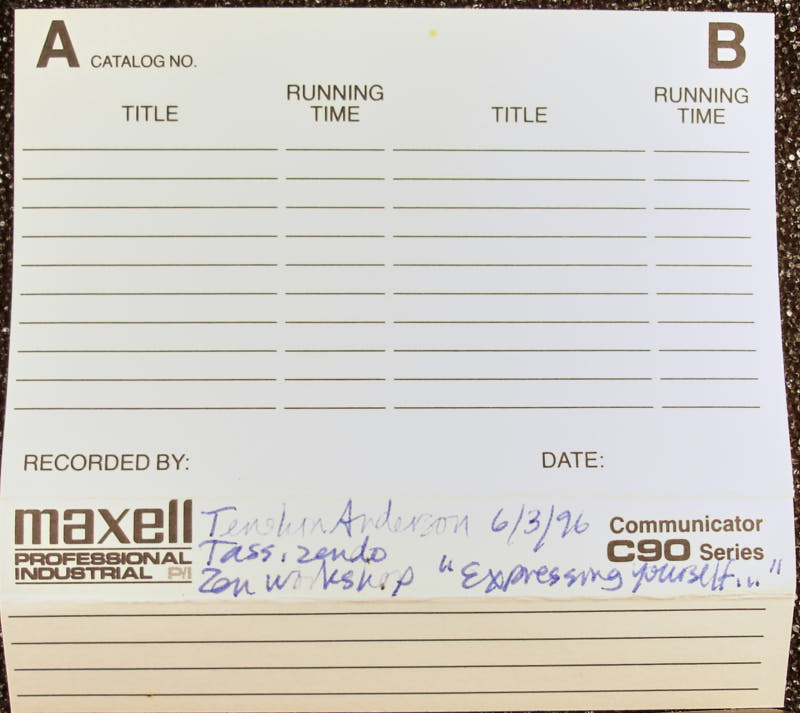 A CATALOG NO. B
TITLE RUNNING TIME TITLE RUNNING TIME
RECORDED BY: DATE:
maxell Tenshin Anderson 6/3/96 Communicator
PROFESSIONAL Tass. zendo C90 Series
INDUSTRIAL P/I Zen workshop "Expressing yourself..."